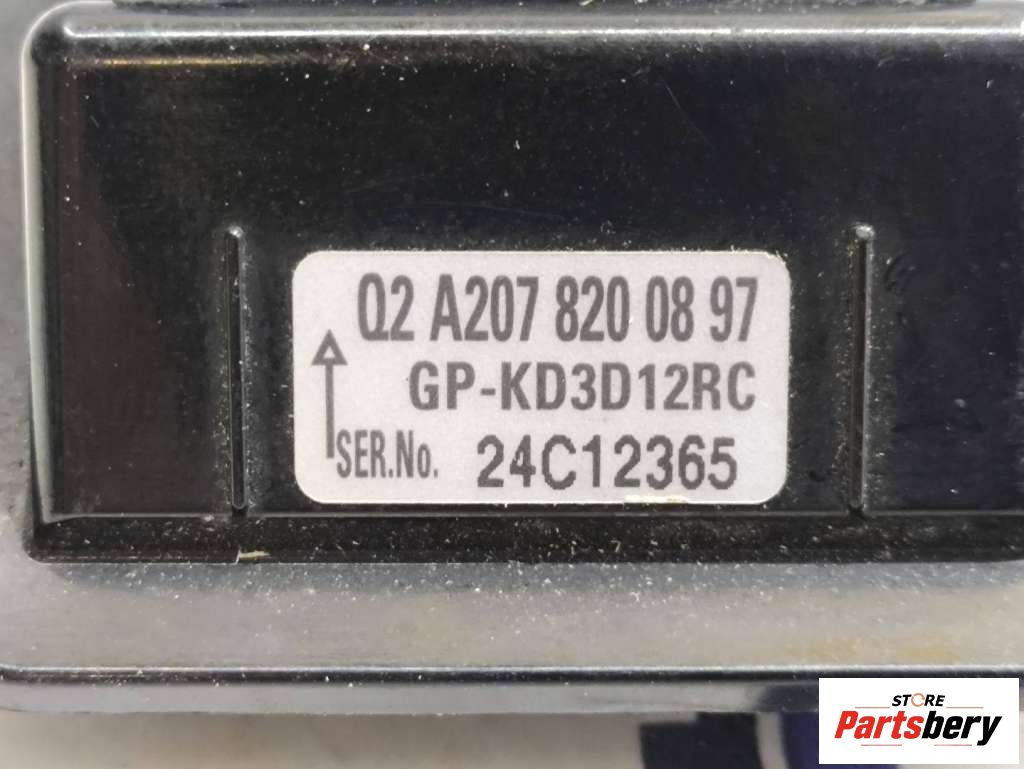 Q2 A207 820 08 97
GP-KD3D12RC
SER.No. 24C12365
STORE
Partsbery